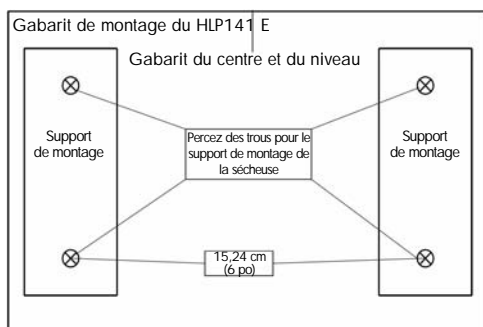 Gabarit de montage du HLP141 E
Gabarit du centre et du niveau
Support
de montage
Percez des trous pour le
support de montage de
la sécheuse
Support
de montage
15,24 cm
(6 po)